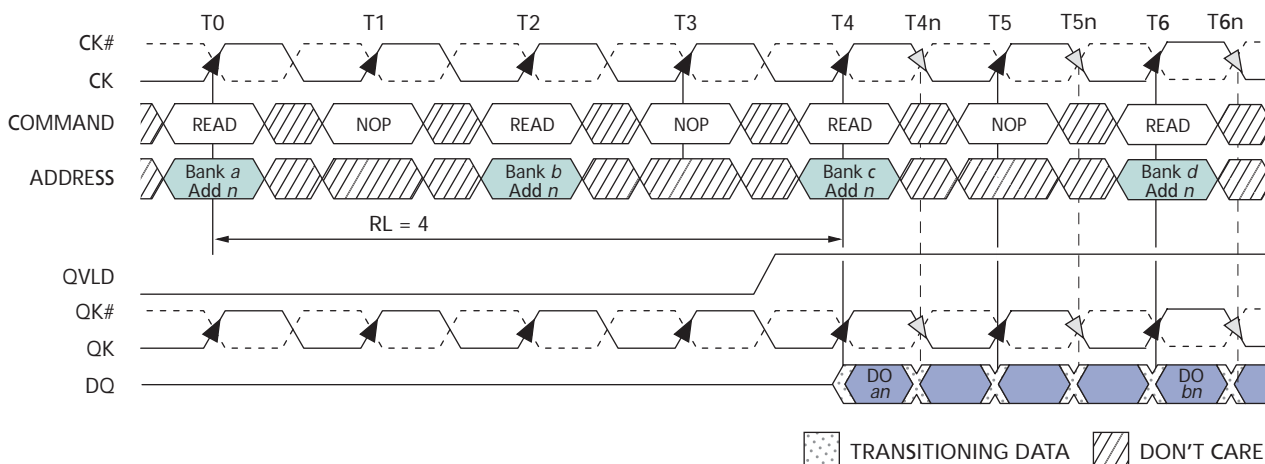 T0 T1 T2 T3 T4 T4n T5 T5n T6 T6n
CK#
CK
COMMAND READ NOP READ NOP READ NOP READ
ADDRESS Bank a Add n Bank b Add n Bank c Add n Bank d Add n
RL = 4
QVLD
QK#
QK
DQ DO an DO bn
TRANSITIONING DATA DON'T CARE